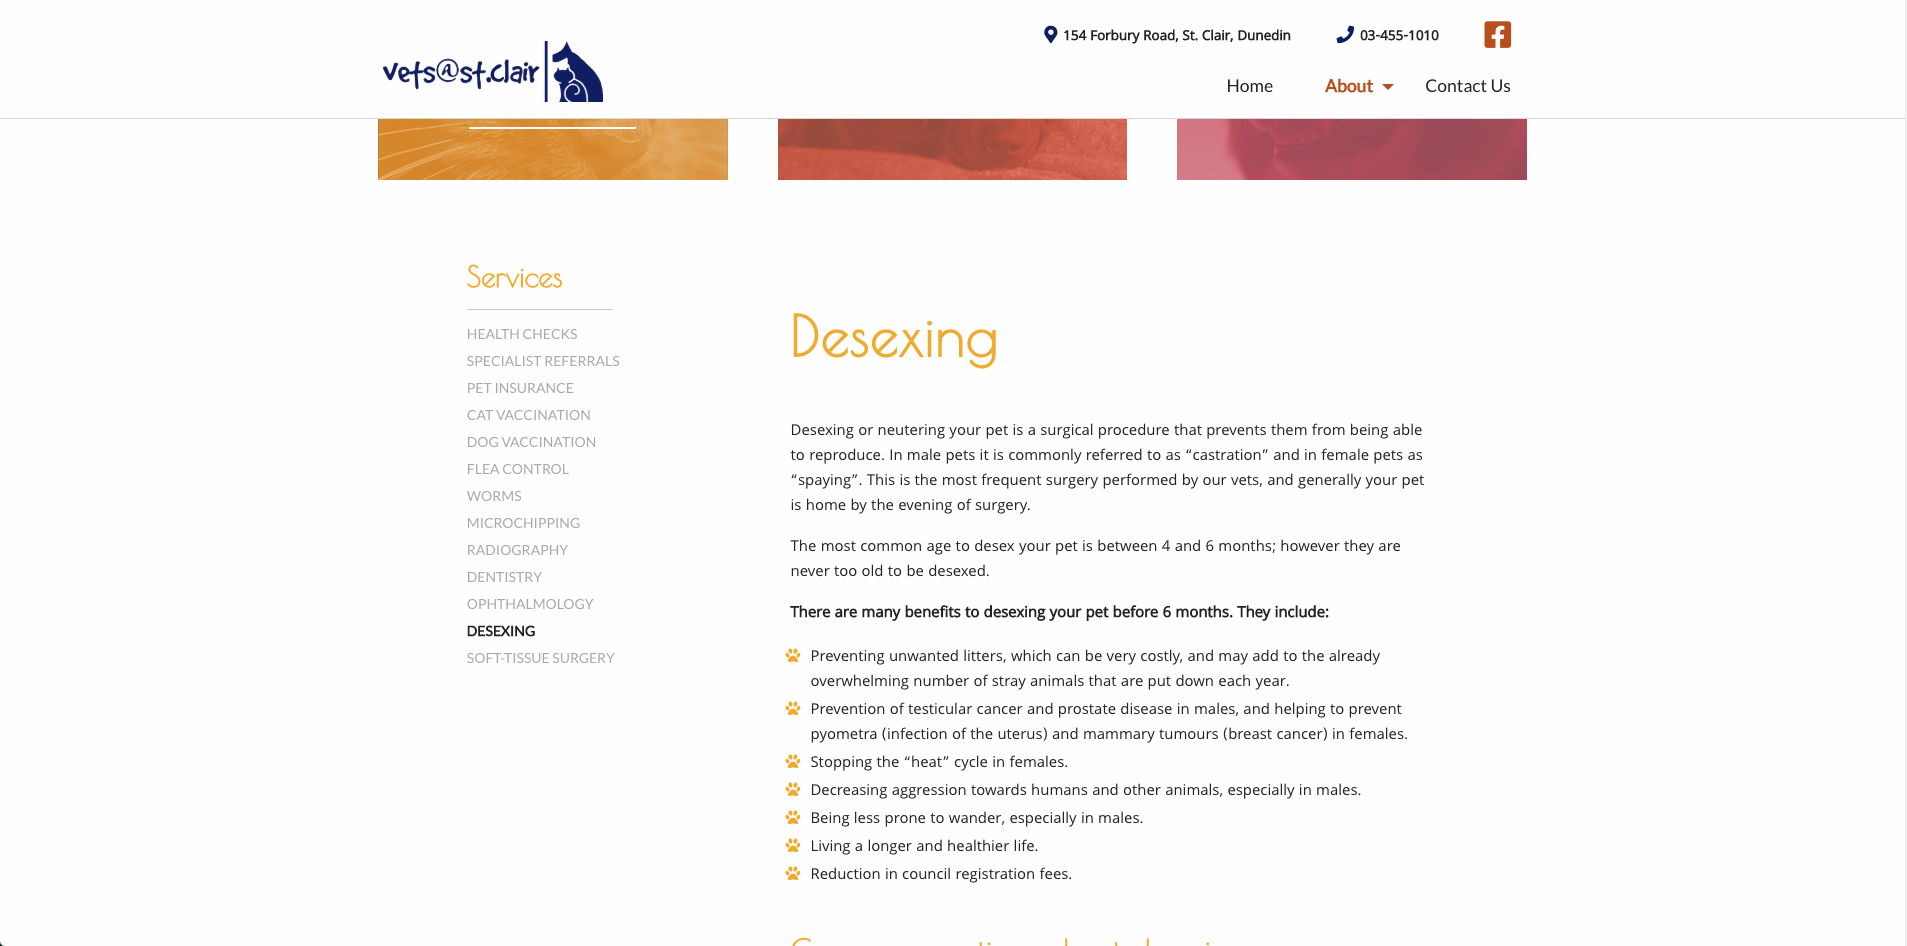 154 Forbury Road, St. Clair, Dunedin
03-455-1010
vets@st.clair
Home
About
Contact Us
Services
HEALTH CHECKS
SPECIALIST REFERRALS
PET INSURANCE
CAT VACCINATION
DOG VACCINATION
FLEA CONTROL
WORMS
MICROCHIPPING
RADIOGRAPHY
DENTISTRY
OPHTHALMOLOGY
DESEXING
SOFT-TISSUE SURGERY
Desexing
Desexing or neutering your pet is a surgical procedure that prevents them from being able
to reproduce. In male pets it is commonly referred to as “castration” and in female pets as
“spaying”. This is the most frequent surgery performed by our vets, and generally your pet
is home by the evening of surgery.
The most common age to desex your pet is between 4 and 6 months; however they are
never too old to be desexed.
There are many benefits to desexing your pet before 6 months. They include:
Preventing unwanted litters, which can be very costly, and may add to the already
overwhelming number of stray animals that are put down each year.
Prevention of testicular cancer and prostate disease in males, and helping to prevent
pyometra (infection of the uterus) and mammary tumours (breast cancer) in females.
Stopping the “heat” cycle in females.
Decreasing aggression towards humans and other animals, especially in males.
Being less prone to wander, especially in males.
Living a longer and healthier life.
Reduction in council registration fees.